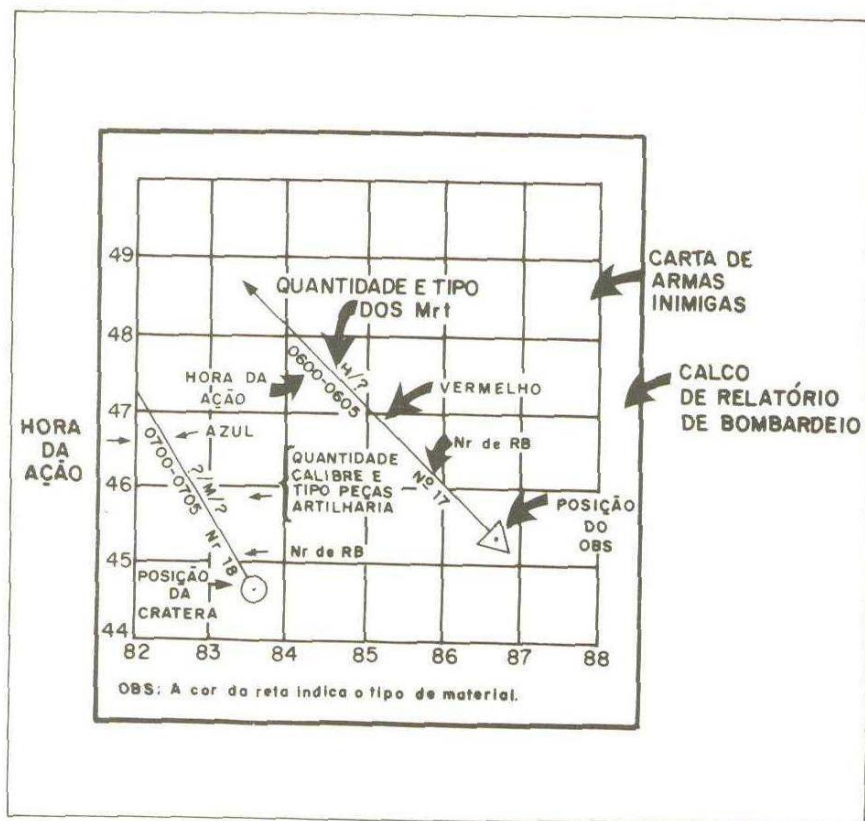 49
48
47
46
45
44
82 83 84 85 86 87 88
CARTA DE
ARMAS
INIMIGAS
QUANTIDADE E TIPO
DOS Mrt
H/?
0600-0605
HORA DA
AÇÃO
VERMELHO
CALCO
DE RELATÓRIO
DE BOMBARDEIO
HORA
DA
AÇÃO
AZUL
0700-0705
?/M/?
QUANTIDADE
CALIBRE E
TIPO PEÇAS
ARTILHARIA
Nr de RB
Nº 17
POSIÇÃO
DO
OBS
Nr 18
Nr de RB
POSIÇÃO
DA
CRATERA
OBS: A cor da reta indica o tipo de material.